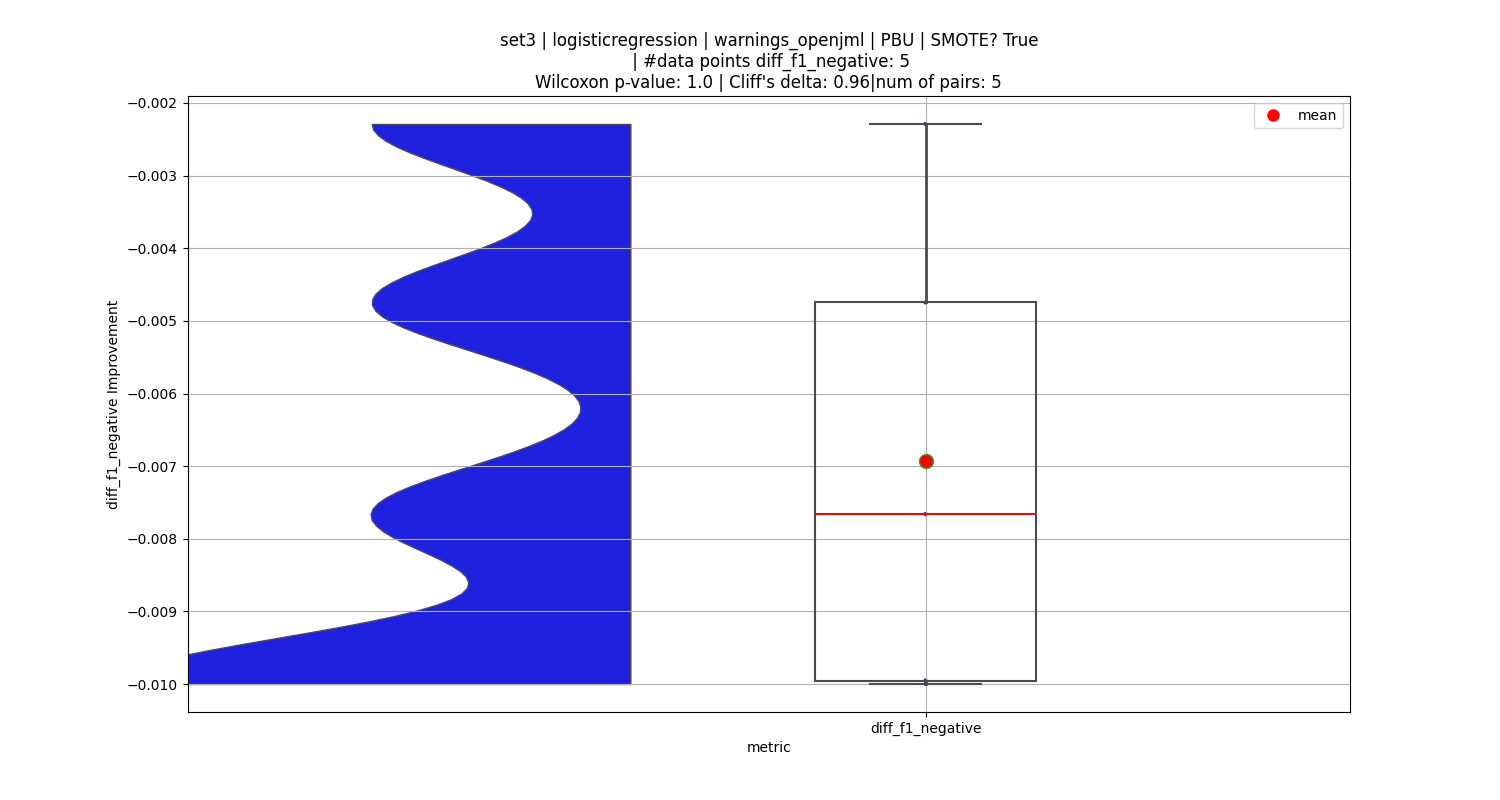 set3 | logisticregression | warnings_openjml | PBU | SMOTE? True
| #data points diff_f1_negative: 5
Wilcoxon p-value: 1.0 | Cliff's delta: 0.96|num of pairs: 5
−0.002
mean
−0.003
−0.004
−0.005
−0.006
−0.007
−0.008
−0.009
−0.010
diff_f1_negative Improvement
diff_f1_negative
metric